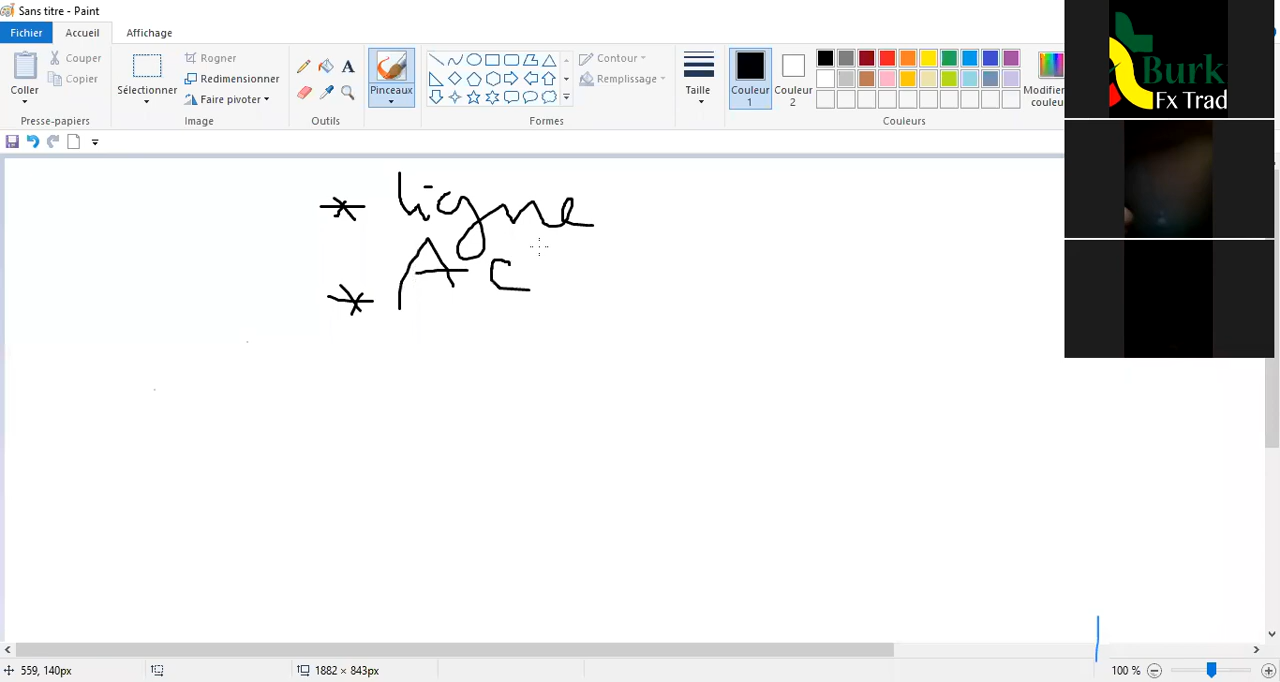 Sans titre - Paint
Fichier Accueil Affichage
Coller
Couper
Copier
Presse-papiers
Sélectionner
Rogner
Redimensionner
Faire pivoter
Image
A
Outils
Pinceaux
Formes
Contour
Remplissage
Taille
Couleur 1
Couleur 2
Couleurs
Modifier
couleu
Burk
Fx Trad
* ligne
* A C
559, 140px
1882 × 843px
100 %